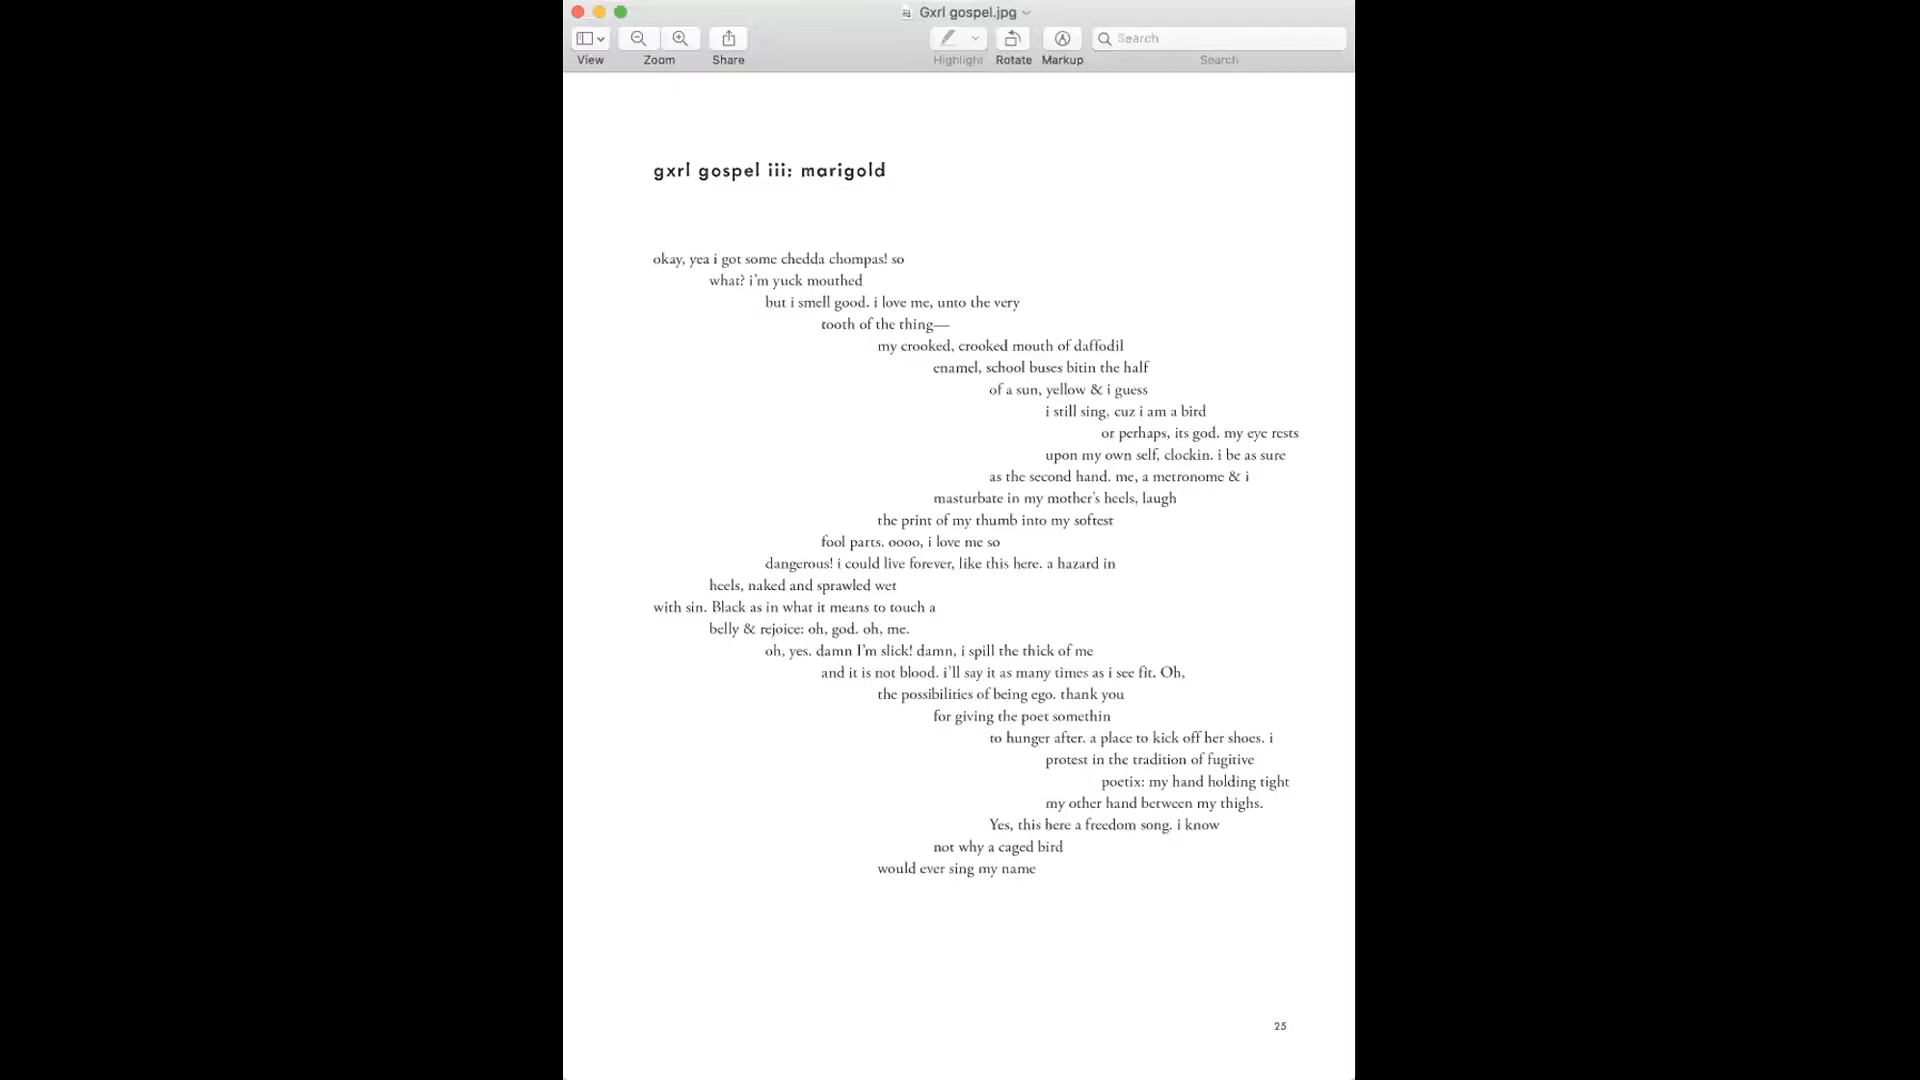 Gxrl gospel.jpg
View
Zoom
Share
Highlight
Rotate
Markup
Search
Search
gxrl gospel iii: marigold
okay, yea i got some chedda chompas! so
what? i'm yuck mouthed
but i smell good. i love me, unto the very
tooth of the thing—
my crooked, crooked mouth of daffodil
enamel, school buses bitin the half
of a sun, yellow & i guess
i still sing, cuz i am a bird
or perhaps, its god. my eye rests
upon my own self, clockin. i be as sure
as the second hand. me, a metronome & i
masturbate in my mother's heels, laugh
the print of my thumb into my softest
fool parts. oooo, i love me so
dangerous! i could live forever, like this here. a hazard in
heels, naked and sprawled wet
with sin. Black as in what it means to touch a
belly & rejoice: oh, god. oh, me.
oh, yes. damn I'm slick! damn, i spill the thick of me
and it is not blood. i'll say it as many times as i see fit. Oh,
the possibilities of being ego. thank you
for giving the poet somethin
to hunger after. a place to kick off her shoes. i
protest in the tradition of fugitive
poetix: my hand holding tight
my other hand between my thighs.
Yes, this here a freedom song. i know
not why a caged bird
would ever sing my name
25